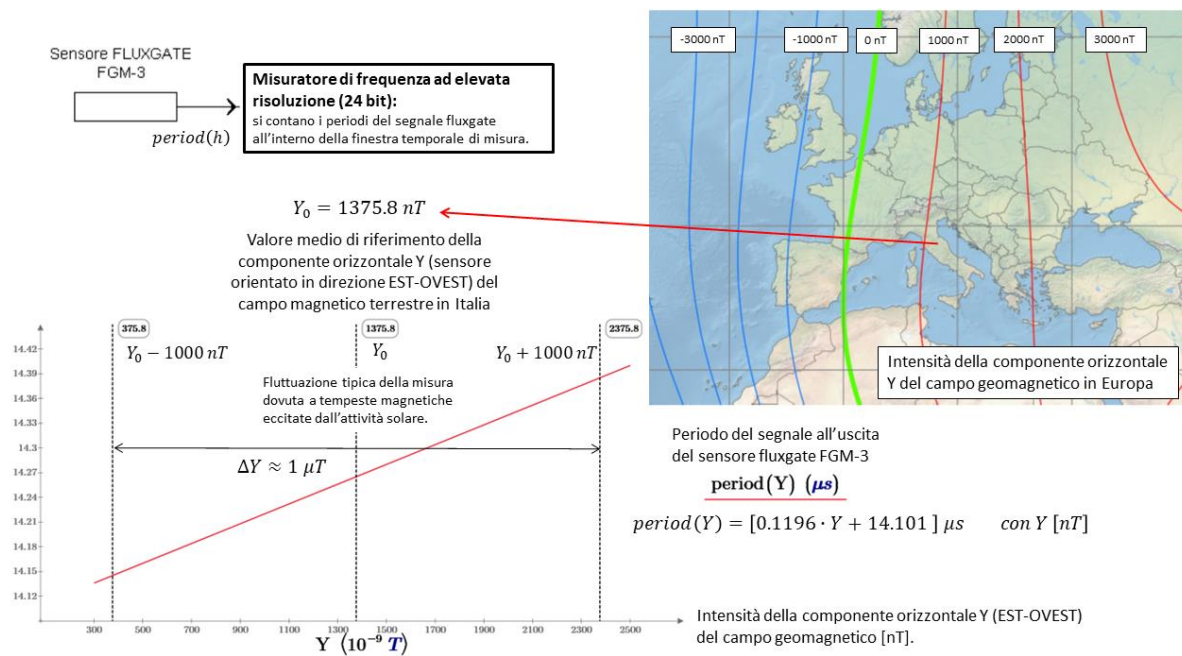 Sensore FLUXGATE
FGM-3
period(h)
Misuratore di frequenza ad elevata
risoluzione (24 bit):
si contano i periodi del segnale fluxgate
all'interno della finestra temporale di misura.
-3000 nT
-1000 nT
0 nT
1000 nT
2000 nT
3000 nT
Intensità della componente orizzontale
Y del campo geomagnetico in Europa
Y₀ = 1375.8 nT
Valore medio di riferimento della
componente orizzontale Y (sensore
orientato in direzione EST-OVEST) del
campo magnetico terrestre in Italia
375.8
1375.8
2375.8
Y₀ − 1000 nT
Y₀
Y₀ + 1000 nT
Fluttuazione tipica della misura
dovuta a tempeste magnetiche
eccitate dall'attività solare.
ΔY ≈ 1 μT
14.42
14.39
14.36
14.33
14.3
14.27
14.24
14.21
14.18
14.15
14.12
300
500
700
900
1100
1300
1500
1700
1900
2100
2300
2500
Y (10⁻⁹ T)
Periodo del segnale all'uscita
del sensore fluxgate FGM-3
period(Y) (μs)
period(Y) = [0.1196 · Y + 14.101 ] μs con Y [nT]
Intensità della componente orizzontale Y (EST-OVEST)
del campo geomagnetico [nT].